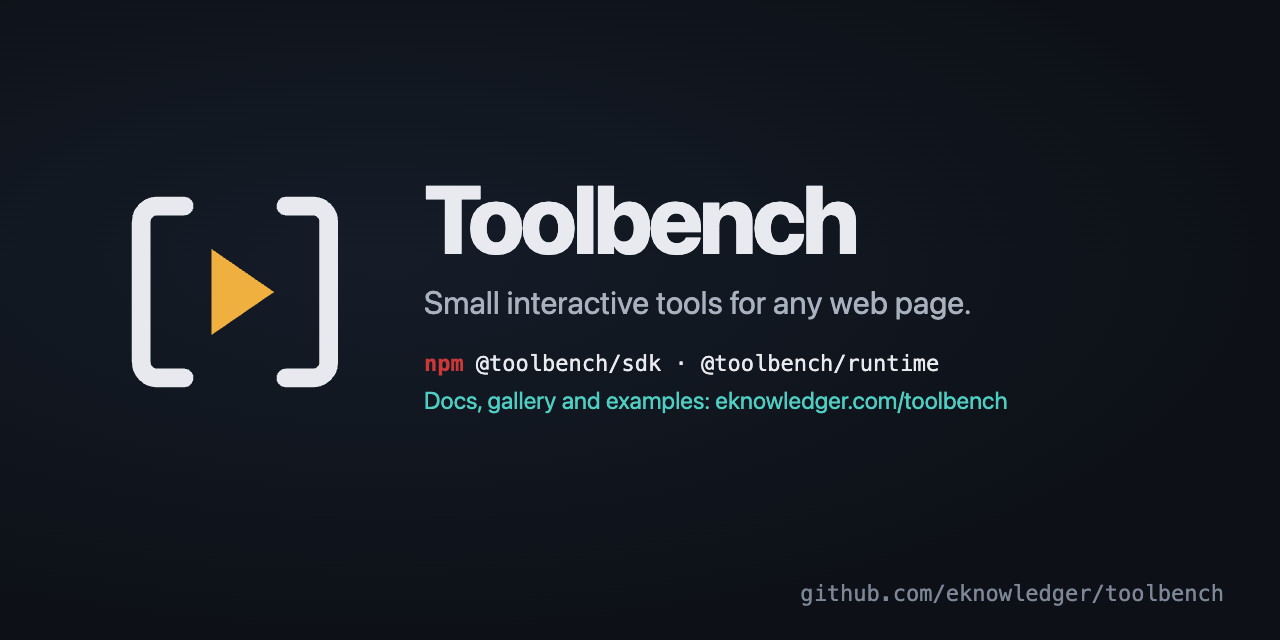 Toolbench
Small interactive tools for any web page.
npm @toolbench/sdk · @toolbench/runtime
Docs, gallery and examples: eknowledger.com/toolbench
github.com/eknowledger/toolbench